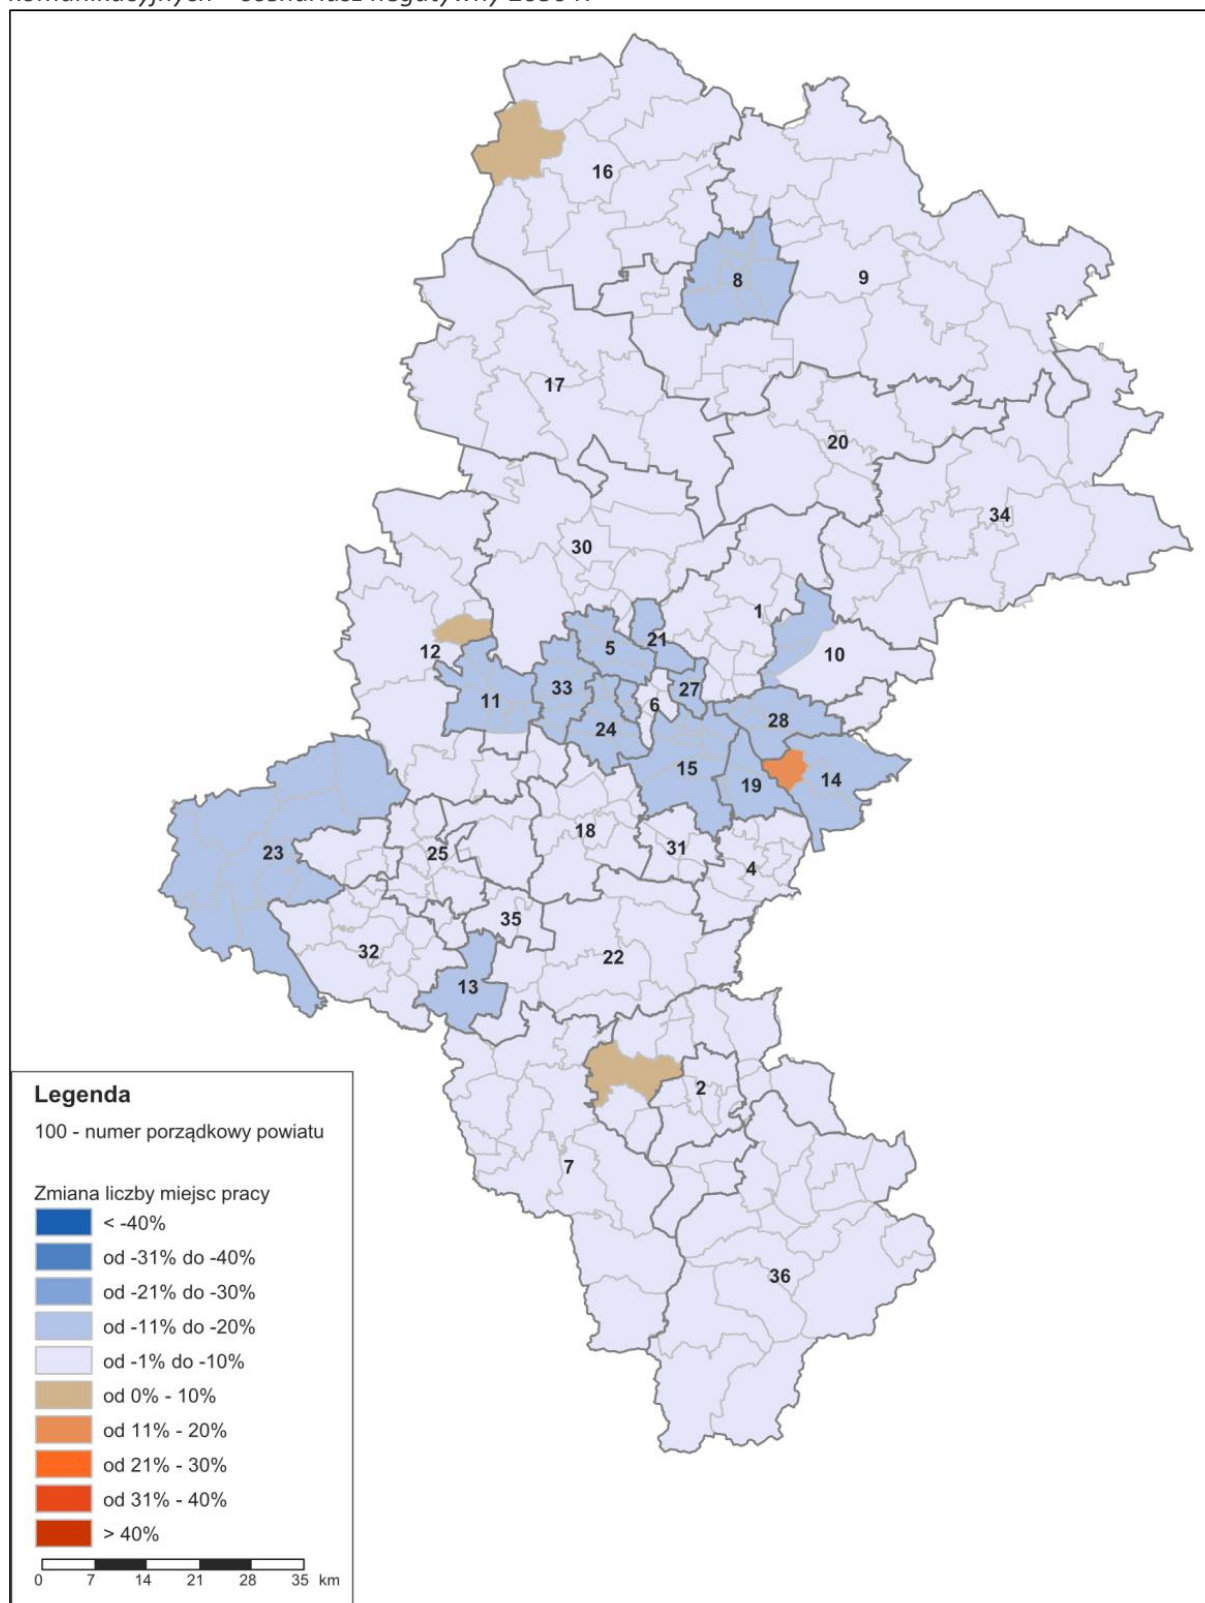 komunikacyjnych – scenariusz negatywny 2030 r.
16
8
9
17
20
34
30
1
21
5
12
10
33
27
11
6
24
28
15
14
19
18
23
25
31
4
35
32
22
13
2
7
36
Legenda
100 - numer porządkowy powiatu
Zmiana liczby miejsc pracy
< -40%
od -31% do -40%
od -21% do -30%
od -11% do -20%
od -1% do -10%
od 0% - 10%
od 11% - 20%
od 21% - 30%
od 31% - 40%
> 40%
0 7 14 21 28 35 km